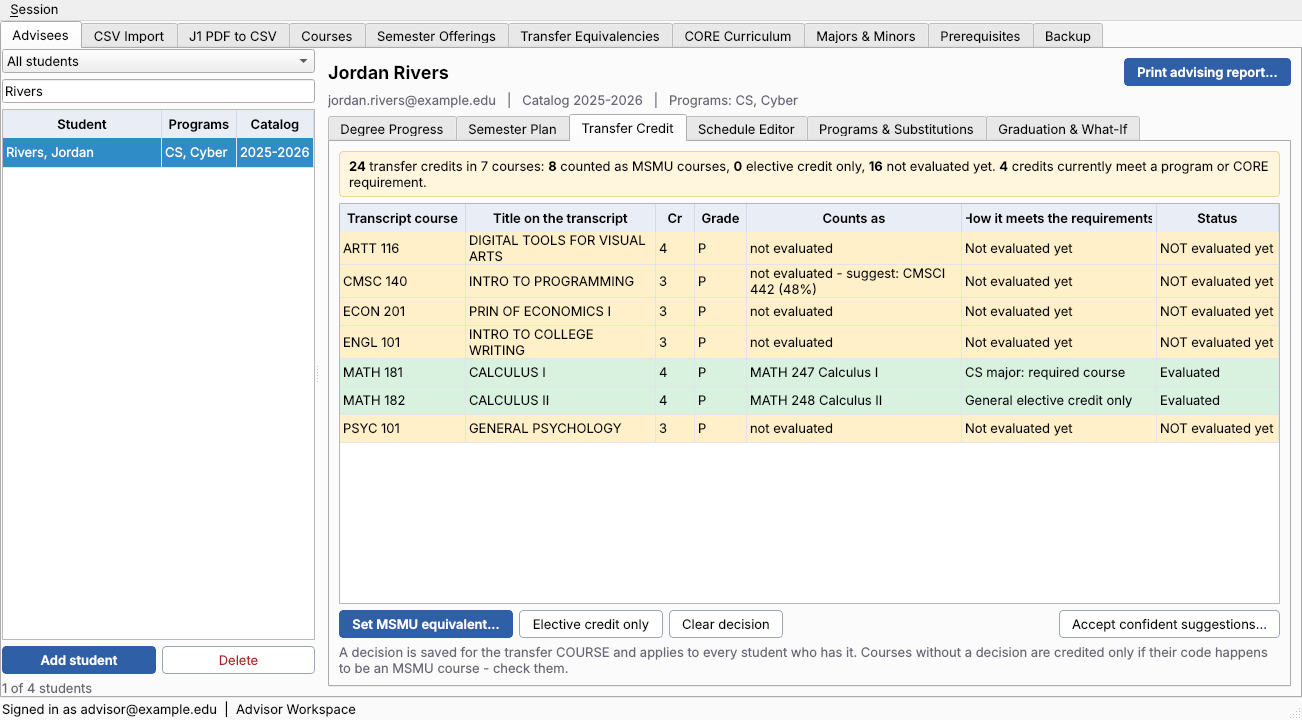 Session
Advisees CSV Import J1 PDF to CSV Courses Semester Offerings Transfer Equivalencies CORE Curriculum Majors & Minors Prerequisites Backup
All students
Rivers
Student Programs Catalog
Rivers, Jordan CS, Cyber 2025-2026
Add student Delete
1 of 4 students
Jordan Rivers
Print advising report...
jordan.rivers@example.edu | Catalog 2025-2026 | Programs: CS, Cyber
Degree Progress Semester Plan Transfer Credit Schedule Editor Programs & Substitutions Graduation & What-If
24 transfer credits in 7 courses: 8 counted as MSMU courses, 0 elective credit only, 16 not evaluated yet. 4 credits currently meet a program or CORE
requirement.
Transcript course Title on the transcript Cr Grade Counts as How it meets the requirements Status
ARTT 116 DIGITAL TOOLS FOR VISUAL ARTS 4 P not evaluated Not evaluated yet NOT evaluated yet
CMSC 140 INTRO TO PROGRAMMING 3 P not evaluated - suggest: CMSCI 442 (48%) Not evaluated yet NOT evaluated yet
ECON 201 PRIN OF ECONOMICS I 3 P not evaluated Not evaluated yet NOT evaluated yet
ENGL 101 INTRO TO COLLEGE WRITING 3 P not evaluated Not evaluated yet NOT evaluated yet
MATH 181 CALCULUS I 4 P MATH 247 Calculus I CS major: required course Evaluated
MATH 182 CALCULUS II 4 P MATH 248 Calculus II General elective credit only Evaluated
PSYC 101 GENERAL PSYCHOLOGY 3 P not evaluated Not evaluated yet NOT evaluated yet
Set MSMU equivalent... Elective credit only Clear decision Accept confident suggestions...
A decision is saved for the transfer COURSE and applies to every student who has it. Courses without a decision are credited only if their code happens
to be an MSMU course - check them.
Signed in as advisor@example.edu | Advisor Workspace